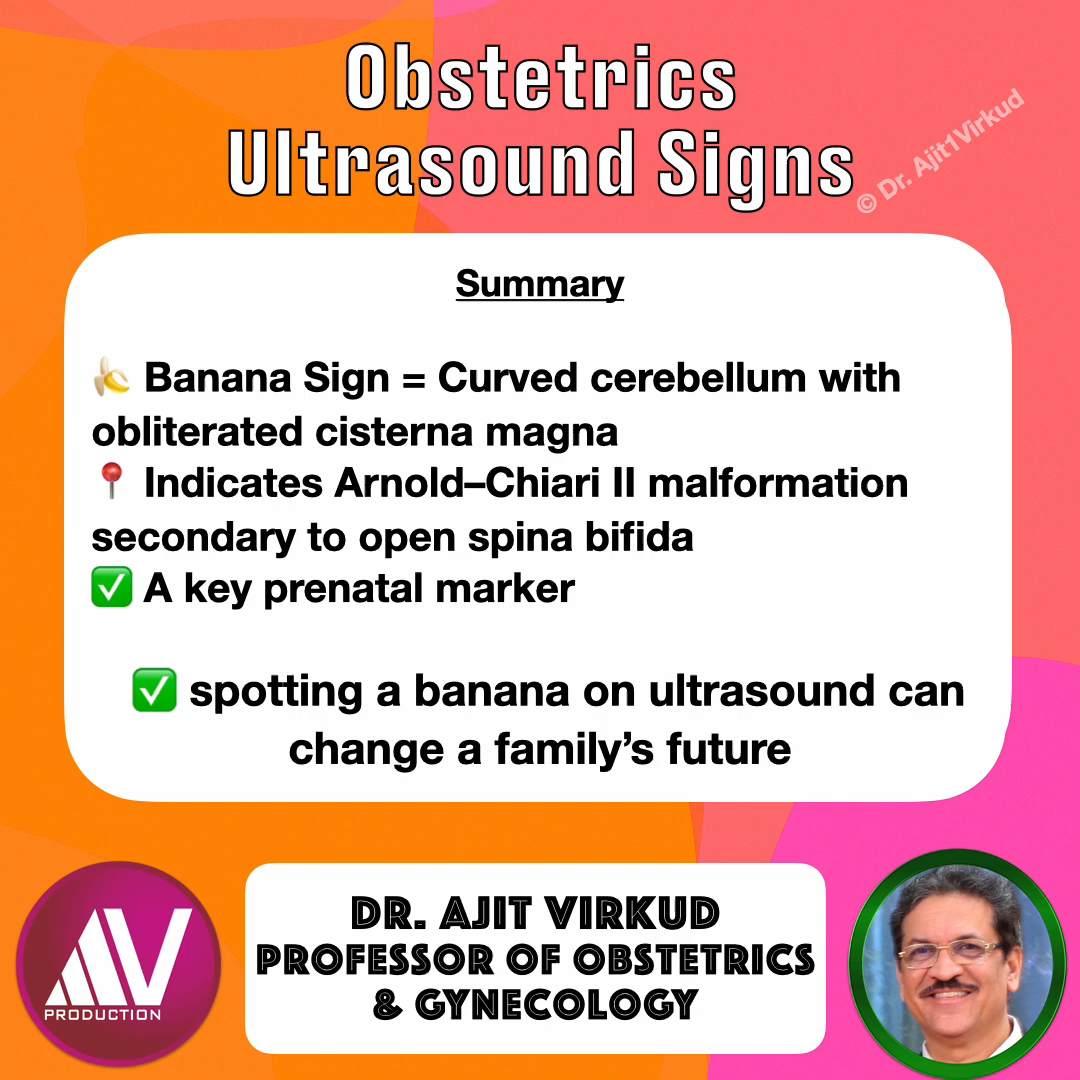 Obstetrics
Ultrasound Signs
© Dr. Ajit1Virkud
Summary
🍌 Banana Sign = Curved cerebellum with
obliterated cisterna magna
📍 Indicates Arnold–Chiari II malformation
secondary to open spina bifida
✅ A key prenatal marker
✅ spotting a banana on ultrasound can
change a family’s future
AV
PRODUCTION
DR. AJIT VIRKUD
PROFESSOR OF OBSTETRICS
& GYNECOLOGY